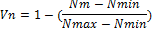 Vn = 1 − (Nm − Nmin / Nmax − Nmin)